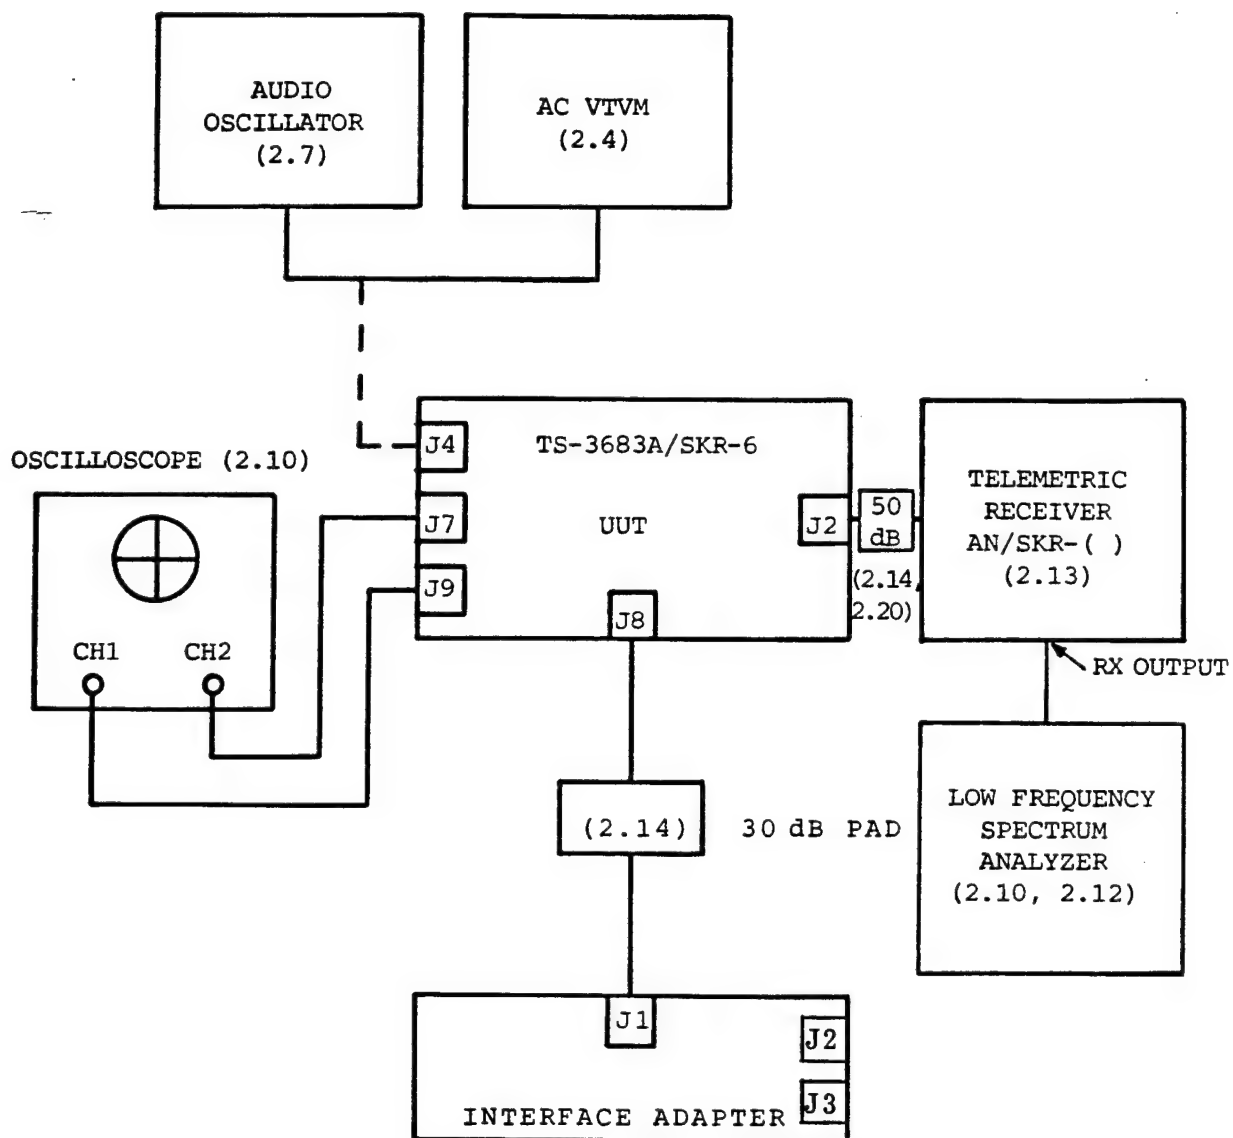 AUDIO
OSCILLATOR
(2.7)
AC VTVM
(2.4)
OSCILLOSCOPE (2.10)
CH1
CH2
J4
J7
J9
TS-3683A/SKR-6
UUT
J2
J8
50
dB
(2.14,
2.20)
TELEMETRIC
RECEIVER
AN/SKR-( )
(2.13)
RX OUTPUT
LOW FREQUENCY
SPECTRUM
ANALYZER
(2.10, 2.12)
(2.14)
30 dB PAD
J1
J2
J3
INTERFACE ADAPTER